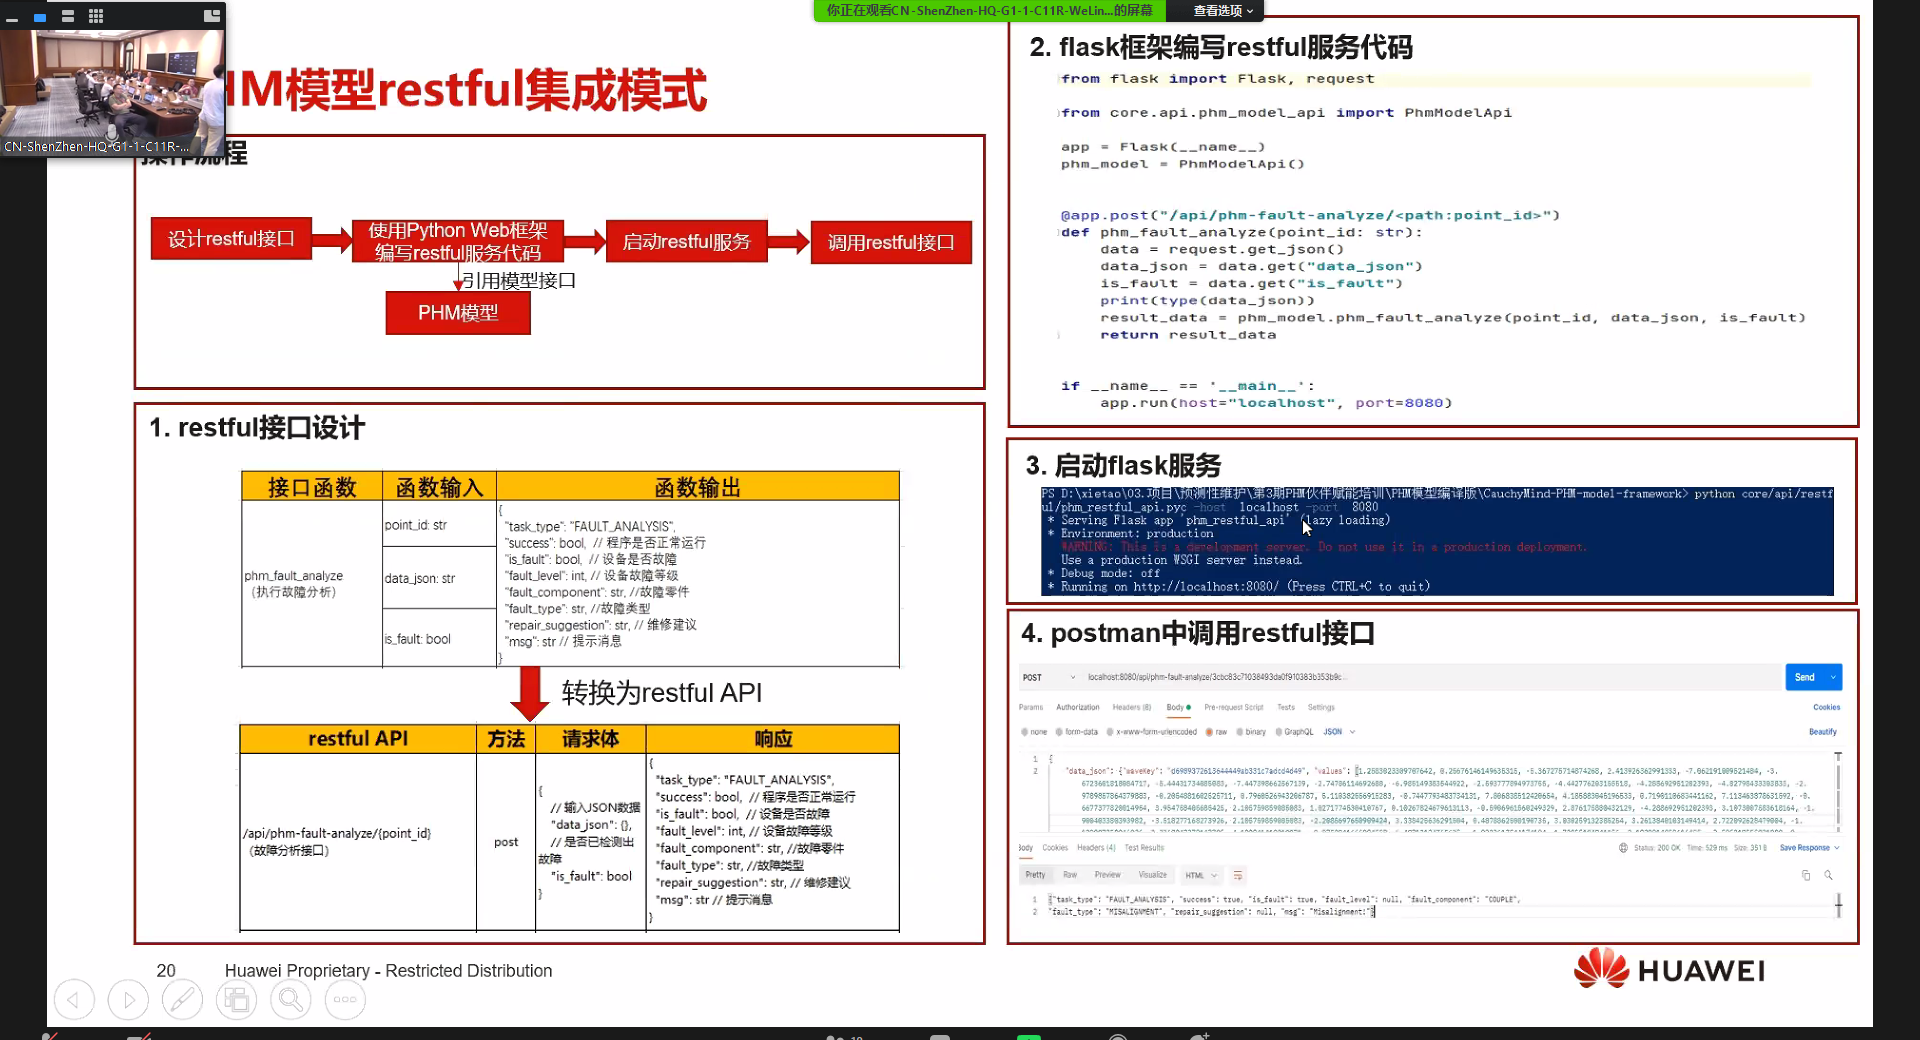 你正在观看CN-ShenZhen-HQ-G1-1-C11R-WeLin...的屏幕
查看选项
CN-ShenZhen-HQ-G1-1-C11R-...
HM模型restful集成模式
操作流程
设计restful接口
使用Python Web框架
编写restful服务代码
启动restful服务
调用restful接口
引用模型接口
PHM模型
1. restful接口设计
接口函数 函数输入 函数输出
phm_fault_analyze
（执行故障分析）
point_id: str
data_json: str
is_fault: bool
{
"task_type": "FAULT_ANALYSIS",
"success": bool, // 程序是否正常运行
"is_fault": bool, // 设备是否故障
"fault_level": int, // 设备故障等级
"fault_component": str, //故障零件
"fault_type": str, //故障类型
"repair_suggestion": str, // 维修建议
"msg": str // 提示消息
}
转换为restful API
restful API 方法 请求体 响应
/api/phm-fault-analyze/{point_id}
（故障分析接口）
post
{
// 输入JSON数据
"data_json": {},
// 是否已检测出
故障
"is_fault": bool
}
{
"task_type": "FAULT_ANALYSIS",
"success": bool, // 程序是否正常运行
"is_fault": bool, // 设备是否故障
"fault_level": int, // 设备故障等级
"fault_component": str, //故障零件
"fault_type": str, //故障类型
"repair_suggestion": str, // 维修建议
"msg": str // 提示消息
}
2. flask框架编写restful服务代码
from flask import Flask, request
from core.api.phm_model_api import PhmModelApi
app = Flask(__name__)
phm_model = PhmModelApi()
@app.post("/api/phm-fault-analyze/<path:point_id>")
def phm_fault_analyze(point_id: str):
data = request.get_json()
data_json = data.get("data_json")
is_fault = data.get("is_fault")
print(type(data_json))
result_data = phm_model.phm_fault_analyze(point_id, data_json, is_fault)
return result_data
if __name__ == '__main__':
app.run(host="localhost", port=8080)
3. 启动flask服务
PS D:\xietao\03.项目\预测性维护\第3期PHM伙伴赋能培训\PHM模型编译版\CauchyMind-PHM-model-framework> python core/api/restf
ul/phm_restful_api.pyc -host localhost -port 8080
* Serving Flask app 'phm_restful_api' (lazy loading)
* Environment: production
WARNING: This is a development server. Do not use it in a production deployment.
Use a production WSGI server instead.
* Debug mode: off
* Running on http://localhost:8080/ (Press CTRL+C to quit)
4. postman中调用restful接口
POST
Send
Params Authorization Headers (8) Body Pre-request Script Tests Settings
Cookies
none form-data x-www-form-urlencoded raw binary GraphQL JSON
Beautify
1 {
Body Cookies Headers (4) Test Results
Status: 200 OK Time: 529 ms Size: 351 B Save Response
Pretty Raw Preview Visualize HTML
1 {"task_type": "FAULT_ANALYSIS", "success": true, "is_fault": true, "fault_level": null, "fault_component": "COUPLE",
2 "fault_type": "MISALIGNMENT", "repair_suggestion": null, "msg": "Misalignment!"}
20 Huawei Proprietary - Restricted Distribution
HUAWEI